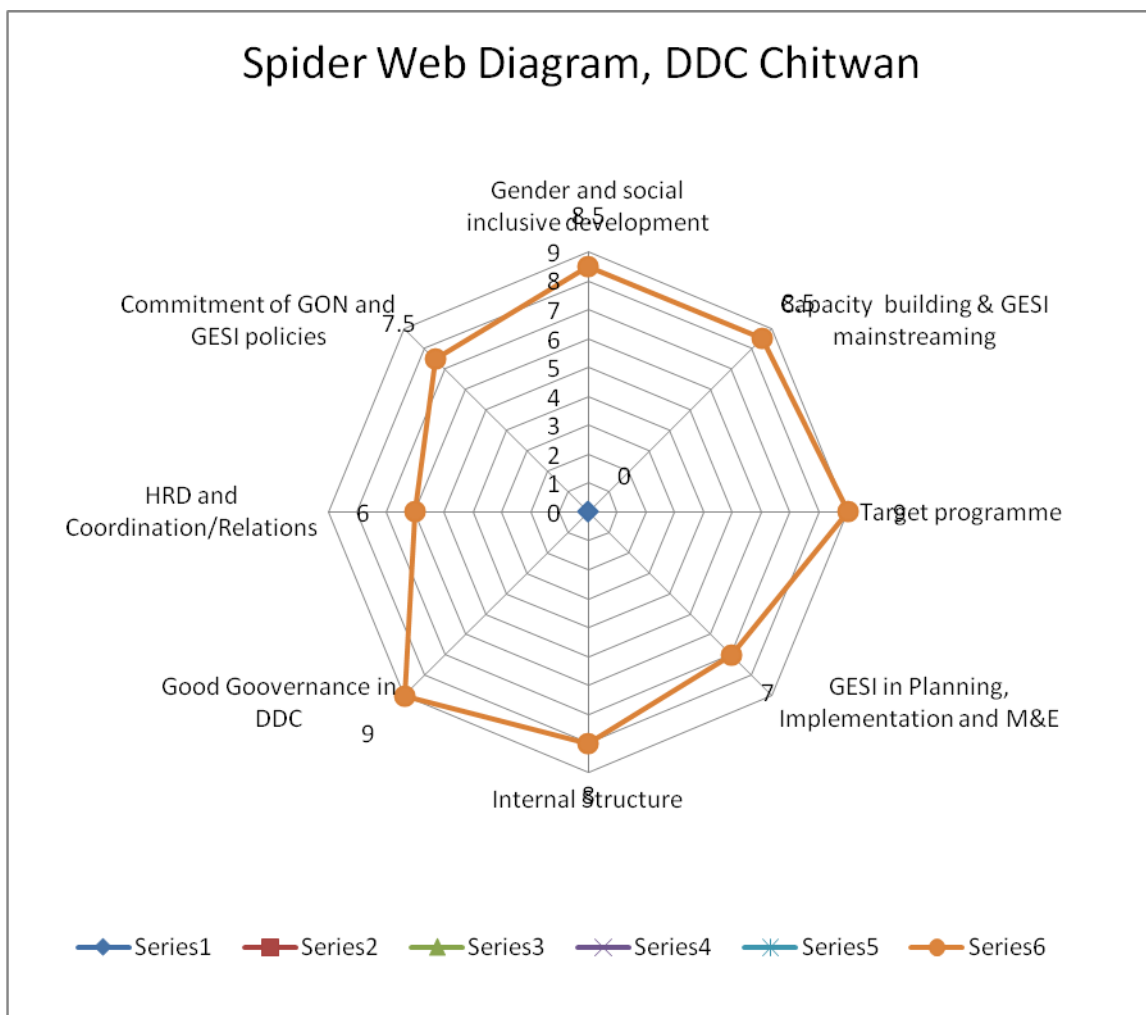 Spider Web Diagram, DDC Chitwan
Gender and social
inclusive development
8.5
Capacity  building & GESI
mainstreaming
8.5
Target programme
9
GESI in Planning,
Implementation and M&E
7
Internal Structure
8
Good Goovernance in
DDC
9
HRD and
Coordination/Relations
6
Commitment of GON and
GESI policies
7.5
9
8
7
6
5
4
3
2
1
0
0
Series1
Series2
Series3
Series4
Series5
Series6